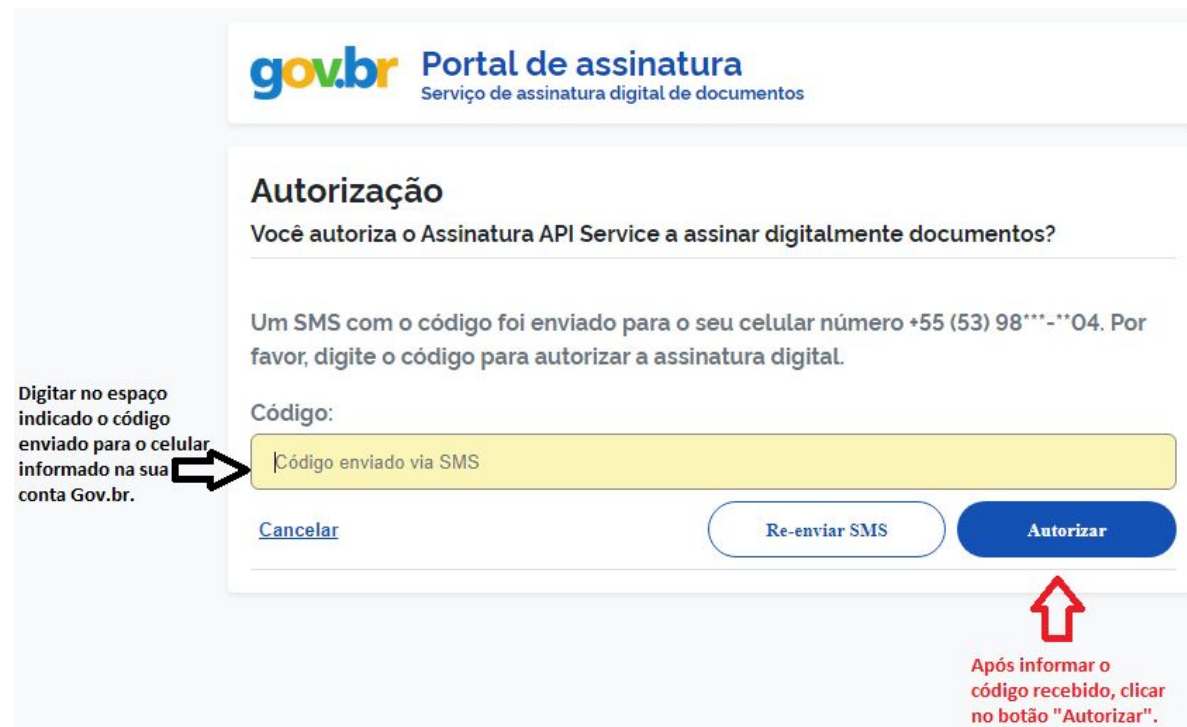 gov.br
Portal de assinatura
Serviço de assinatura digital de documentos
Autorização
Você autoriza o Assinatura API Service a assinar digitalmente documentos?
Um SMS com o código foi enviado para o seu celular número +55 (53) 98***-**04. Por
favor, digite o código para autorizar a assinatura digital.
Digitar no espaço
indicado o código
enviado para o celular
informado na sua
conta Gov.br.
Código:
Código enviado via SMS
Cancelar
Re-enviar SMS
Autorizar
Após informar o
código recebido, clicar
no botão "Autorizar".